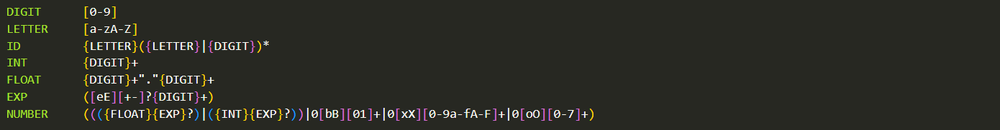 DIGIT [0-9]
LETTER [a-zA-Z]
ID {LETTER}({LETTER}|{DIGIT})*
INT {DIGIT}+
FLOAT {DIGIT}+"."{DIGIT}+
EXP ([eE][+-]?{DIGIT}+)
NUMBER ((({FLOAT}{EXP}?)|({INT}{EXP}?))|0[bB][01]+|0[xX][0-9a-fA-F]+|0[oO][0-7]+)